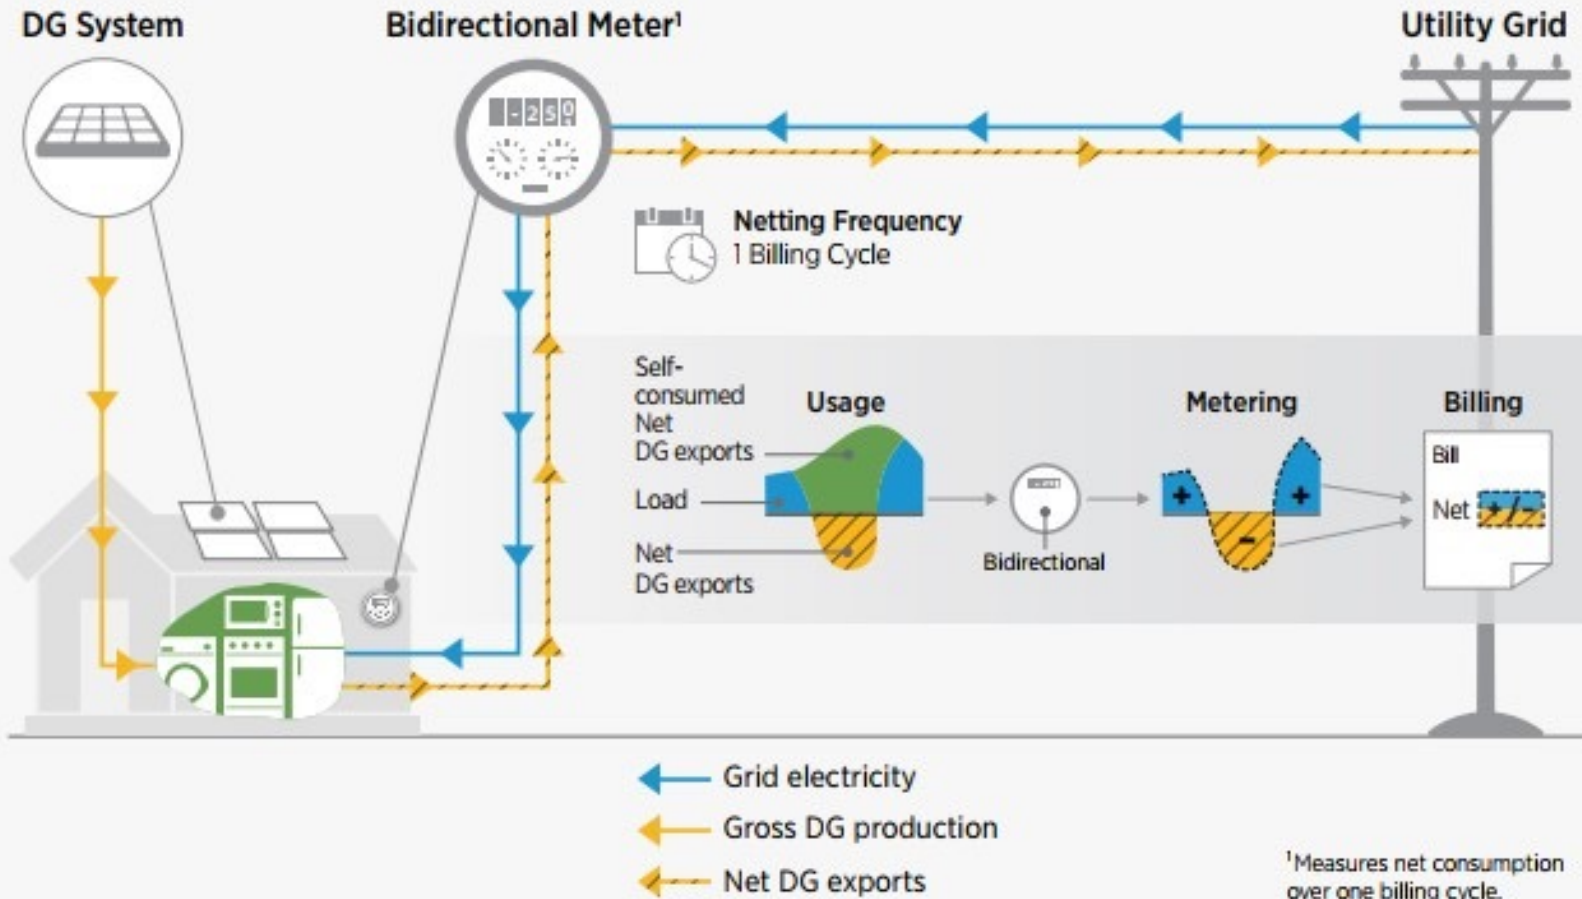 DG System
Bidirectional Meter¹
Utility Grid
-250
Netting Frequency
1 Billing Cycle
Self-
consumed
Net
DG exports
Load
Net
DG exports
Usage
Bidirectional
Metering
+
+
-
Billing
Bill
Net +/-
Grid electricity
Gross DG production
Net DG exports
¹Measures net consumption
over one billing cycle.